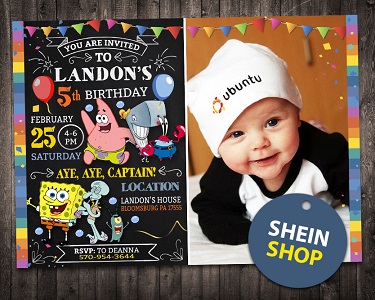 YOU ARE INVITED
TO
LANDON'S
5th BIRTHDAY
FEBRUARY
25
SATURDAY
4-6
PM
AYE, AYE, CAPTAIN!
LOCATION
LANDON'S HOUSE
BLOOMSBURG PA 17555
RSVP: TO DEANNA
570-954-3644
ubuntu
SHEIN
SHOP